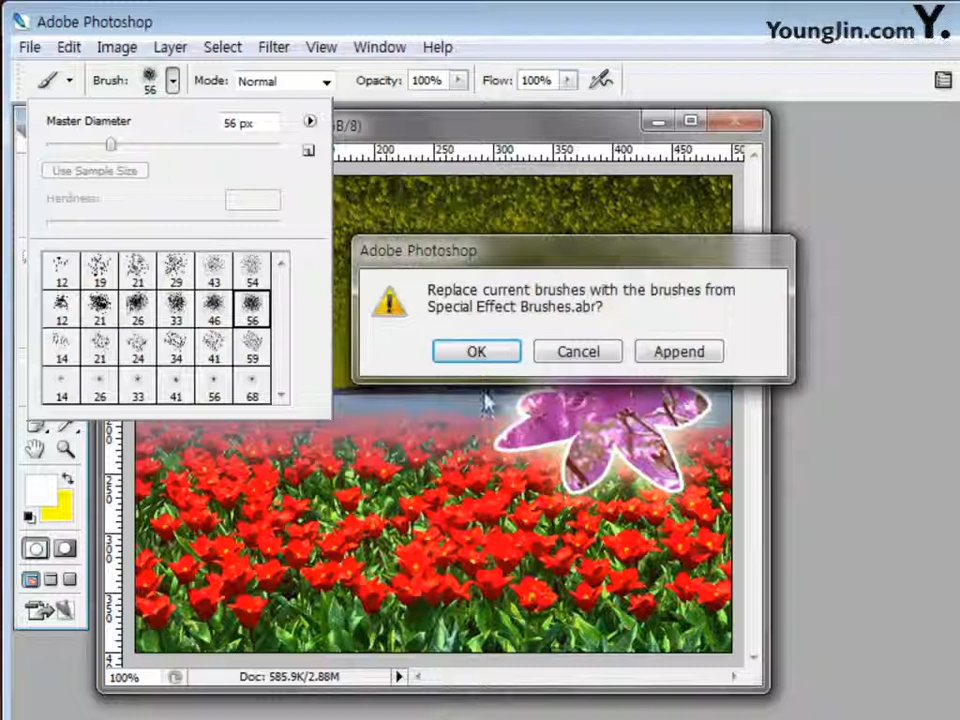 Adobe Photoshop
YoungJin.com Y.
File Edit Image Layer Select Filter View Window Help
Brush: 56 Mode: Normal Opacity: 100% Flow: 100%
Master Diameter 56 px
Use Sample Size
Hardness:
B/8)
200 250 300 350 400 450 50
12 19 21 29 43 54
12 21 26 33 46 56
14 21 24 34 41 59
14 26 33 41 56 68
Adobe Photoshop
Replace current brushes with the brushes from
Special Effect Brushes.abr?
OK Cancel Append
100% Doc: 585.9K/2.88M